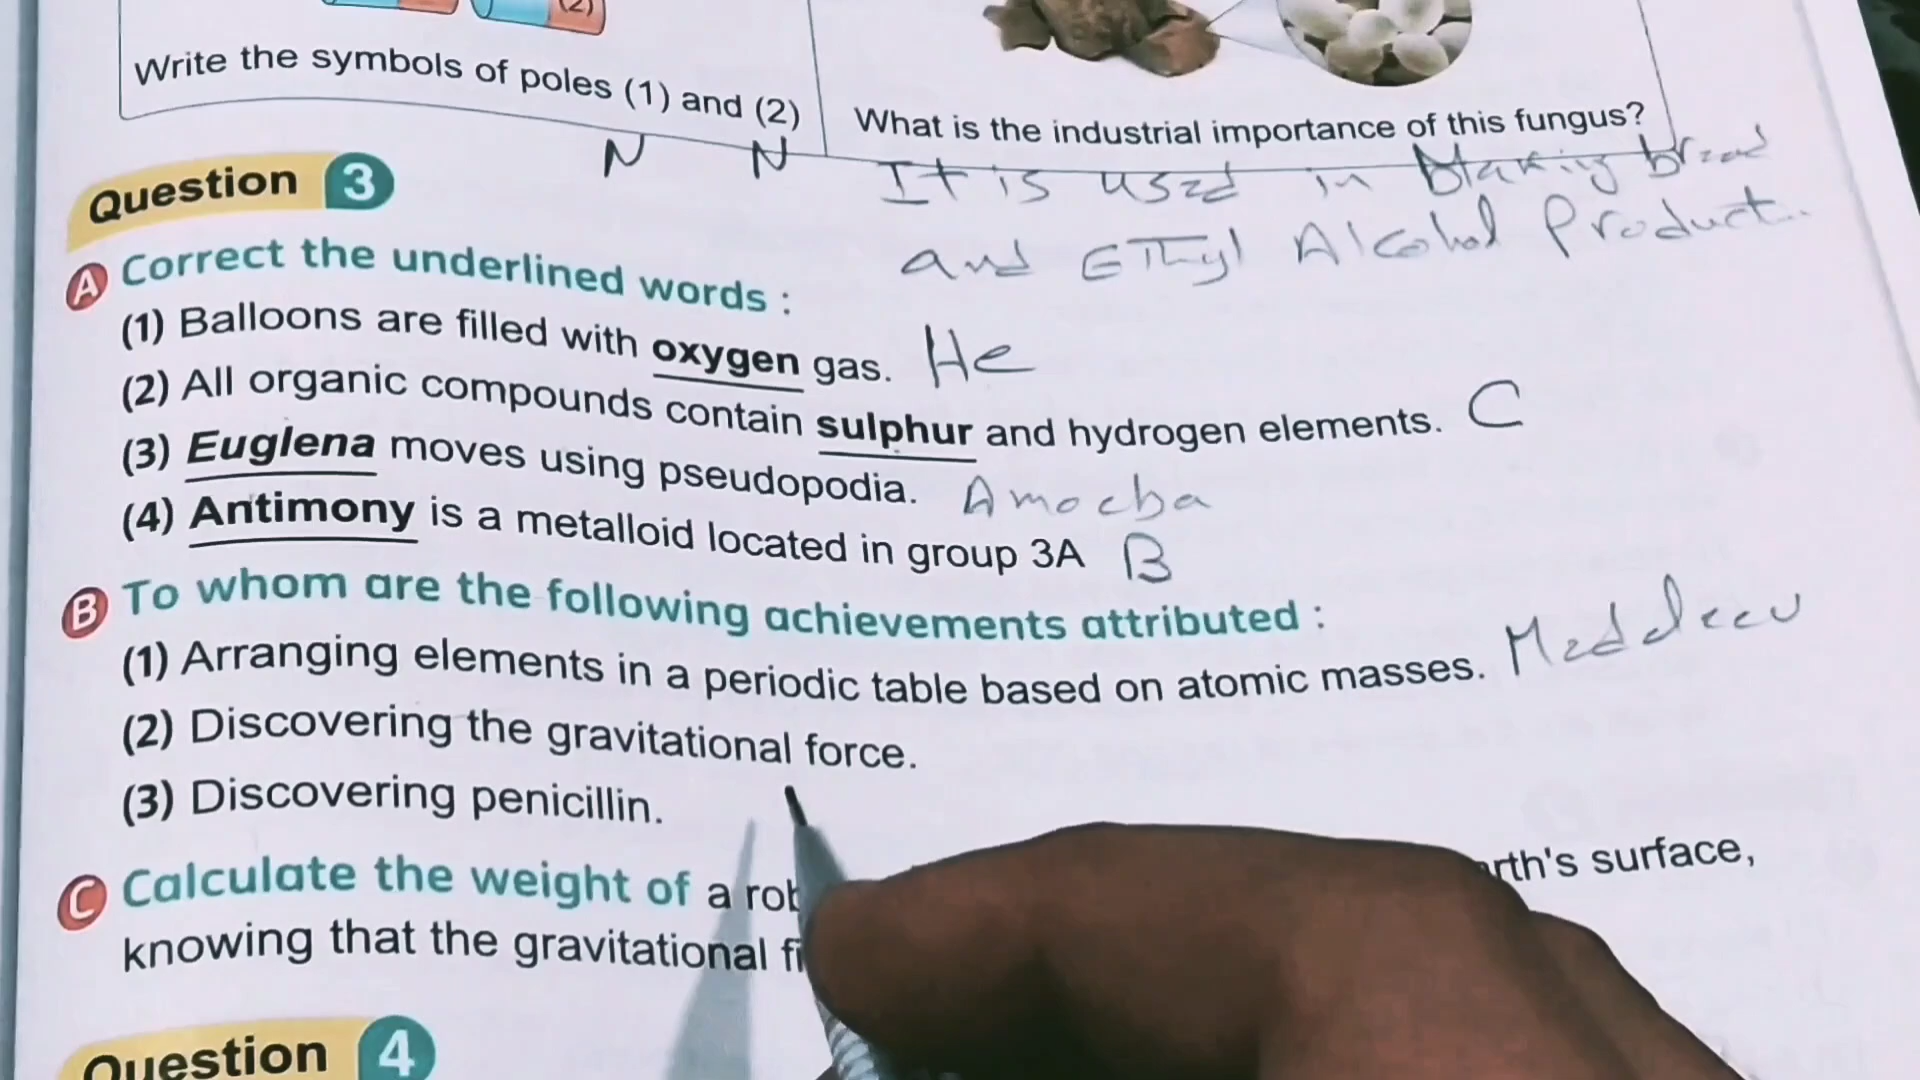 (2)
Write the symbols of poles (1) and (2)
N N
What is the industrial importance of this fungus?
It is used in Making bread
and Ethyl Alcohol Product..
Question 3
A Correct the underlined words :
(1) Balloons are filled with oxygen gas. He
(2) All organic compounds contain sulphur and hydrogen elements. C
(3) Euglena moves using pseudopodia. Amoeba
(4) Antimony is a metalloid located in group 3A B
B To whom are the following achievements attributed :
(1) Arranging elements in a periodic table based on atomic masses.
(2) Discovering the gravitational force.
(3) Discovering penicillin.
C Calculate the weight of a rob rth's surface,
knowing that the gravitational fi
Question 4